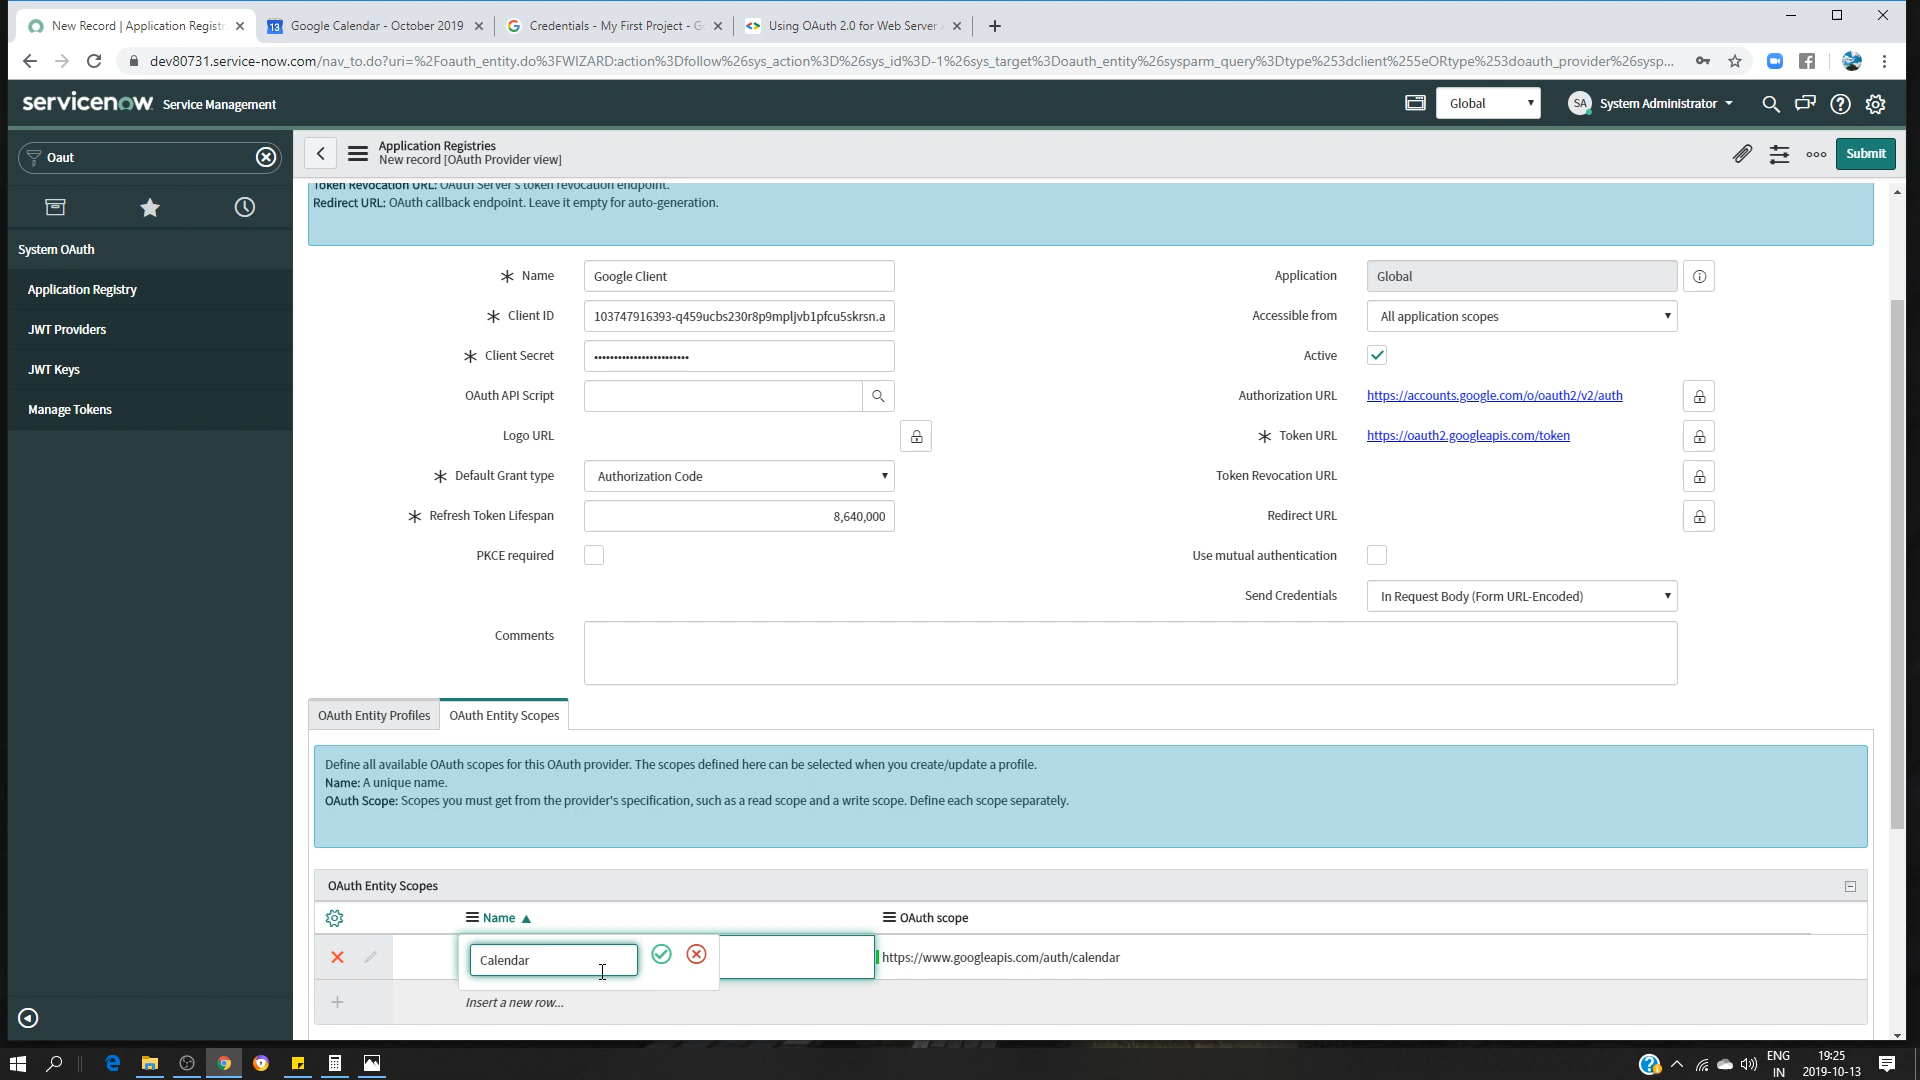 New Record | Application Registr
Google Calendar - October 2019
Credentials - My First Project - G
Using OAuth 2.0 for Web Server
dev80731.service-now.com/nav_to.do?uri=%2Foauth_entity.do%3FWIZARD:action%3Dfollow%26sys_action%3D%26sys_id%3D-1%26sys_target%3Doauth_entity%26sysparm_query%3Dtype%253dclient%255eORtype%253doauth_provider%26sysp...
servicenow Service Management
Global
SA System Administrator
Oaut
Application Registries
New record [OAuth Provider view]
Submit
System OAuth
Application Registry
JWT Providers
JWT Keys
Manage Tokens
Token Revocation URL: OAuth Server's token revocation endpoint.
Redirect URL: OAuth callback endpoint. Leave it empty for auto-generation.
Name Google Client
Application Global
Client ID 103747916393-q459ucbs230r8p9mpljvb1pfcu5skrsn.a
Accessible from All application scopes
Client Secret
Active
OAuth API Script
Authorization URL https://accounts.google.com/o/oauth2/v2/auth
Logo URL
Token URL https://oauth2.googleapis.com/token
Default Grant type Authorization Code
Token Revocation URL
Refresh Token Lifespan 8,640,000
Redirect URL
PKCE required
Use mutual authentication
Send Credentials In Request Body (Form URL-Encoded)
Comments
OAuth Entity Profiles
OAuth Entity Scopes
Define all available OAuth scopes for this OAuth provider. The scopes defined here can be selected when you create/update a profile.
Name: A unique name.
OAuth Scope: Scopes you must get from the provider's specification, such as a read scope and a write scope. Define each scope separately.
OAuth Entity Scopes
Name OAuth scope
Calendar https://www.googleapis.com/auth/calendar
Insert a new row...
ENG
IN
19:25
2019-10-13